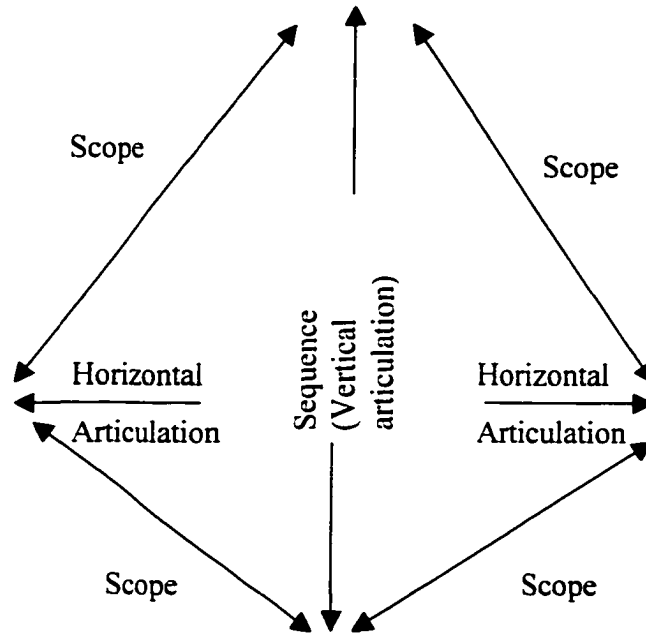 Scope
Scope
Horizontal
Articulation
Sequence
(Vertical
articulation)
Horizontal
Articulation
Scope
Scope